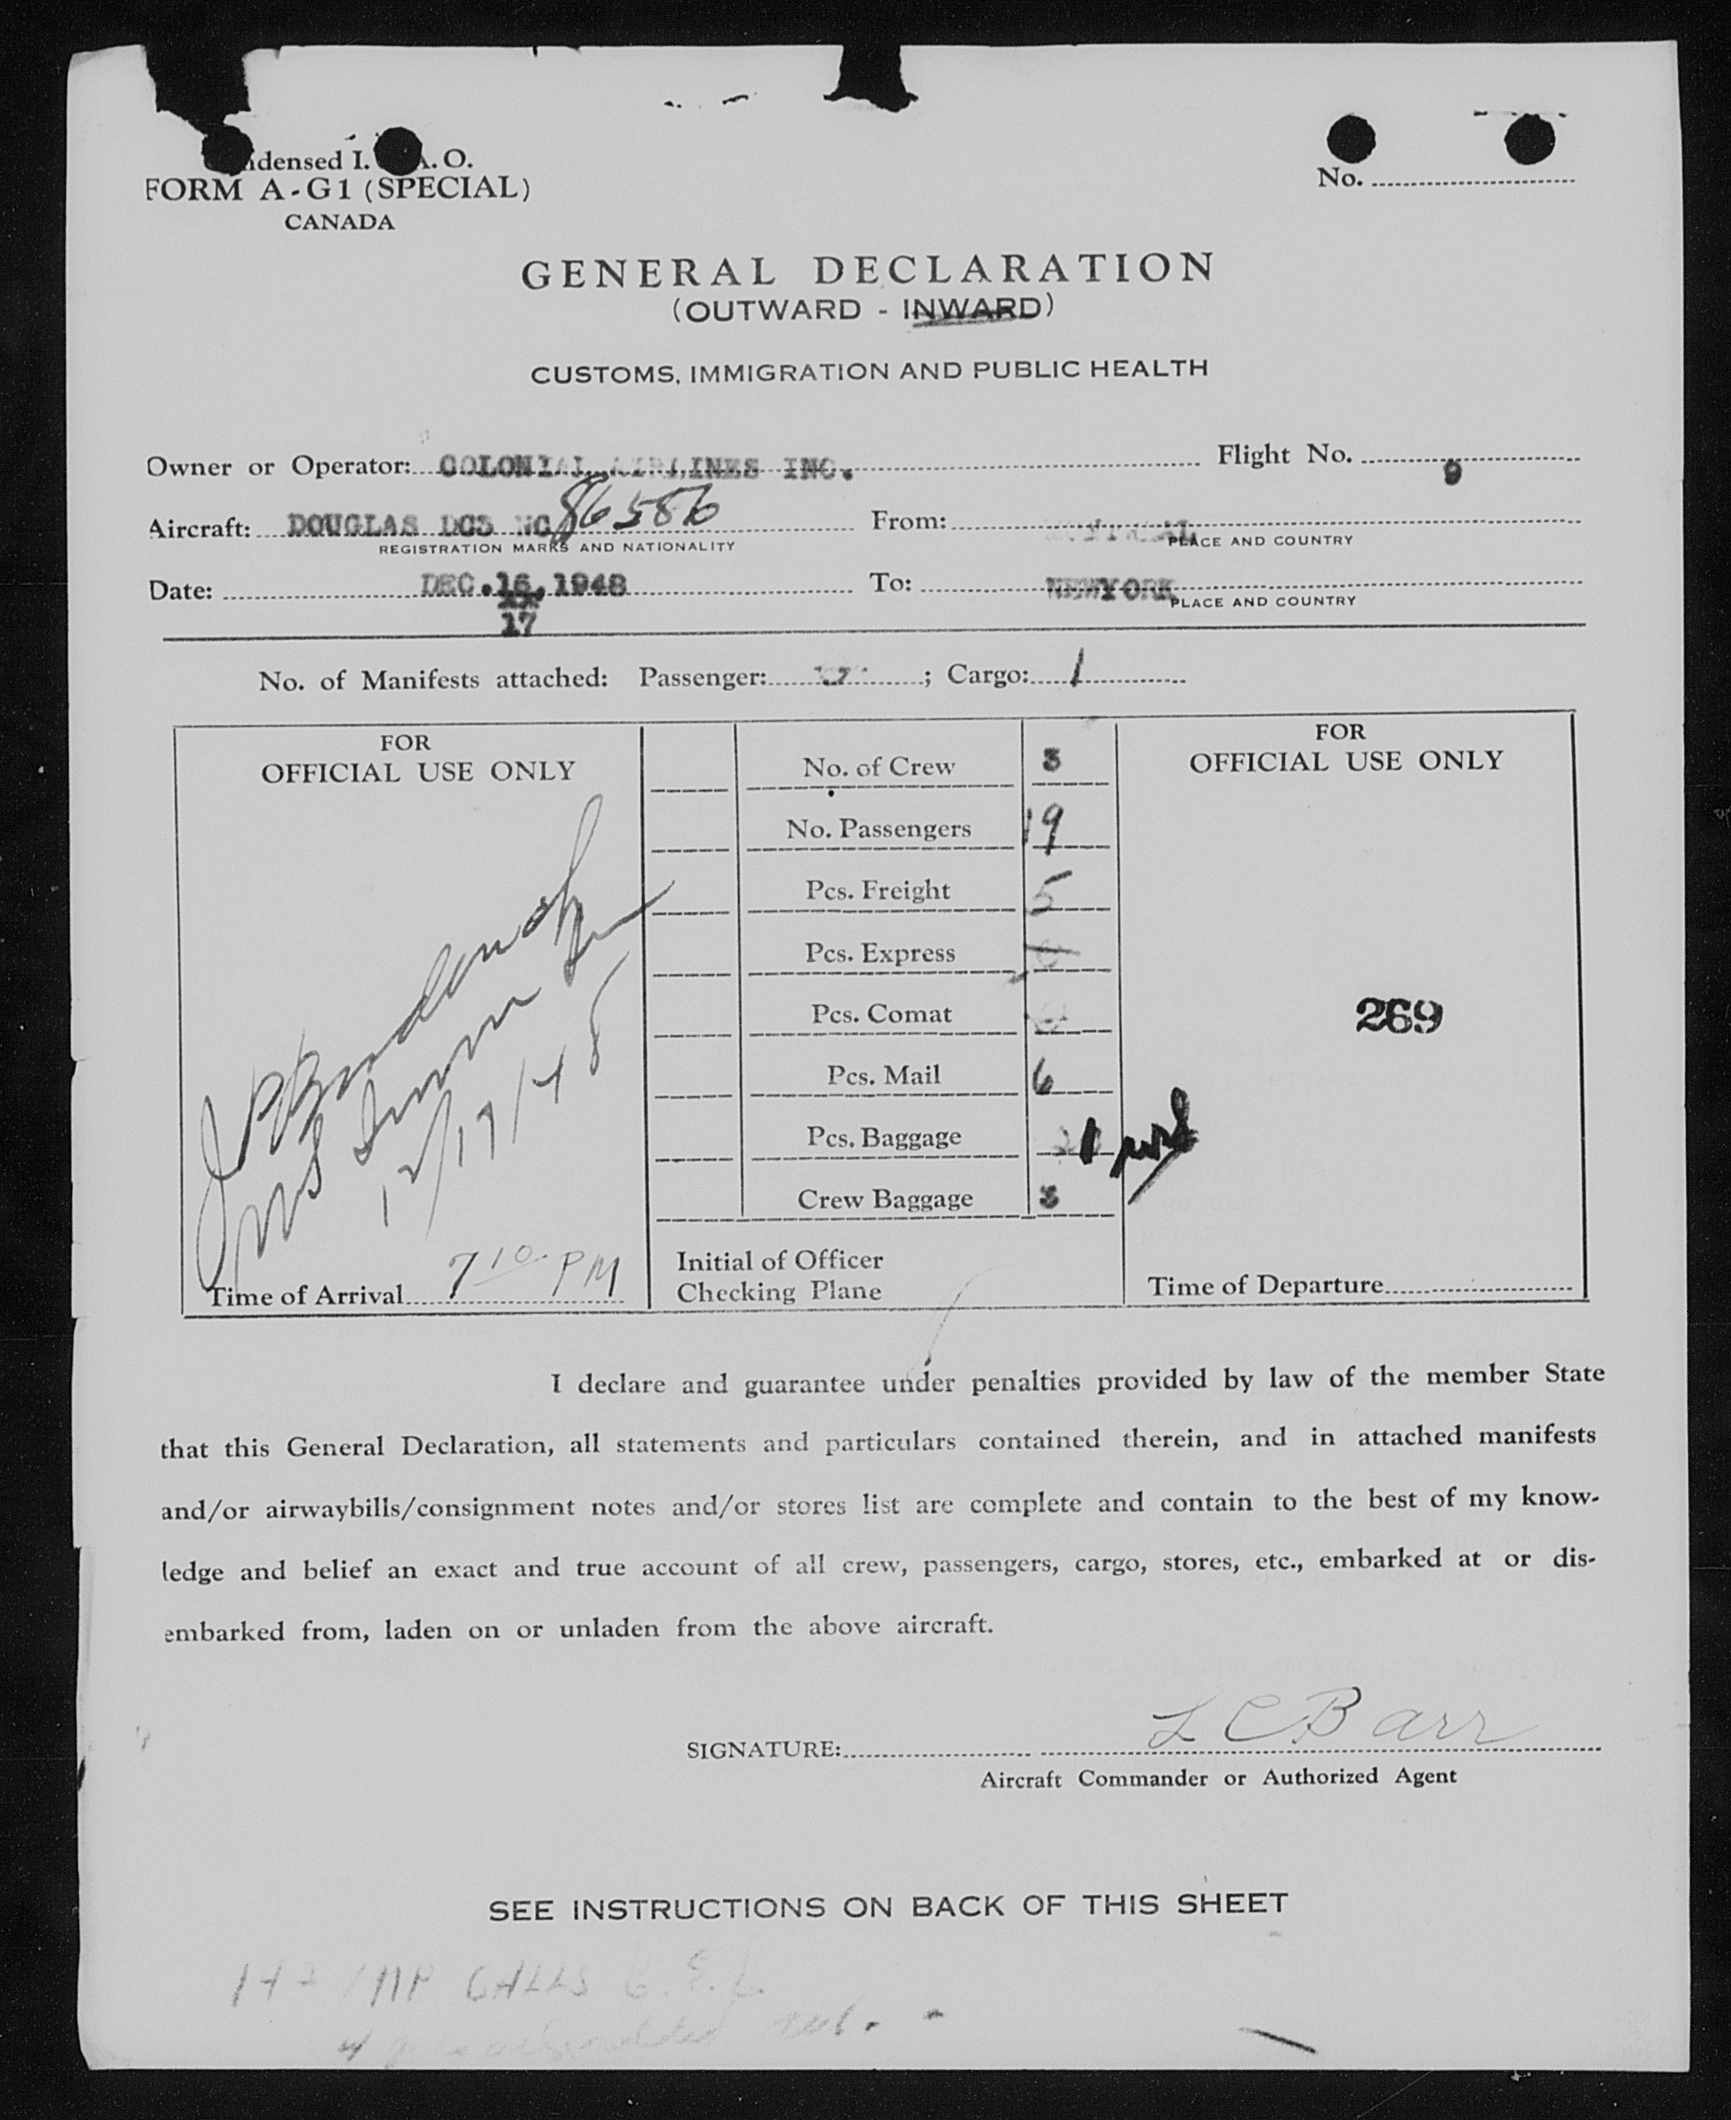 densed I. A. O.
FORM A-G1 (SPECIAL)
CANADA
No.
GENERAL DECLARATION
(OUTWARD - INWARD)
CUSTOMS, IMMIGRATION AND PUBLIC HEALTH
Owner or Operator: COLONIAL AIRLINES INC. Flight No. 9
Aircraft: DOUGLAS DC3 NC 86586 From: MONTREAL
REGISTRATION MARKS AND NATIONALITY PLACE AND COUNTRY
Date: DEC. 16, 1948 To: NEWYORK
PLACE AND COUNTRY
17
No. of Manifests attached: Passenger: ; Cargo: 1
FOR
OFFICIAL USE ONLY
12/17/48
Time of Arrival 7 10 PM
No. of Crew 3
No. Passengers 19
Pcs. Freight 5
Pcs. Express
Pcs. Comat
Pcs. Mail 6
Pcs. Baggage 21
Crew Baggage 3
Initial of Officer
Checking Plane
FOR
OFFICIAL USE ONLY
269
Time of Departure
I declare and guarantee under penalties provided by law of the member State
that this General Declaration, all statements and particulars contained therein, and in attached manifests
and/or airwaybills/consignment notes and/or stores list are complete and contain to the best of my know-
ledge and belief an exact and true account of all crew, passengers, cargo, stores, etc., embarked at or dis-
embarked from, laden on or unladen from the above aircraft.
SIGNATURE: L C Barr
Aircraft Commander or Authorized Agent
SEE INSTRUCTIONS ON BACK OF THIS SHEET